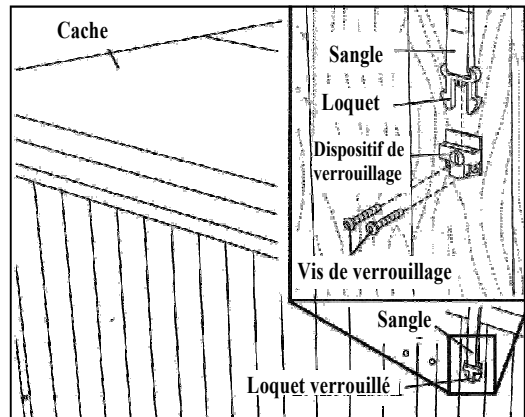 Cache
Sangle
Loquet
Dispositif de
verrouillage
Vis de verrouillage
Sangle
Loquet verrouillé